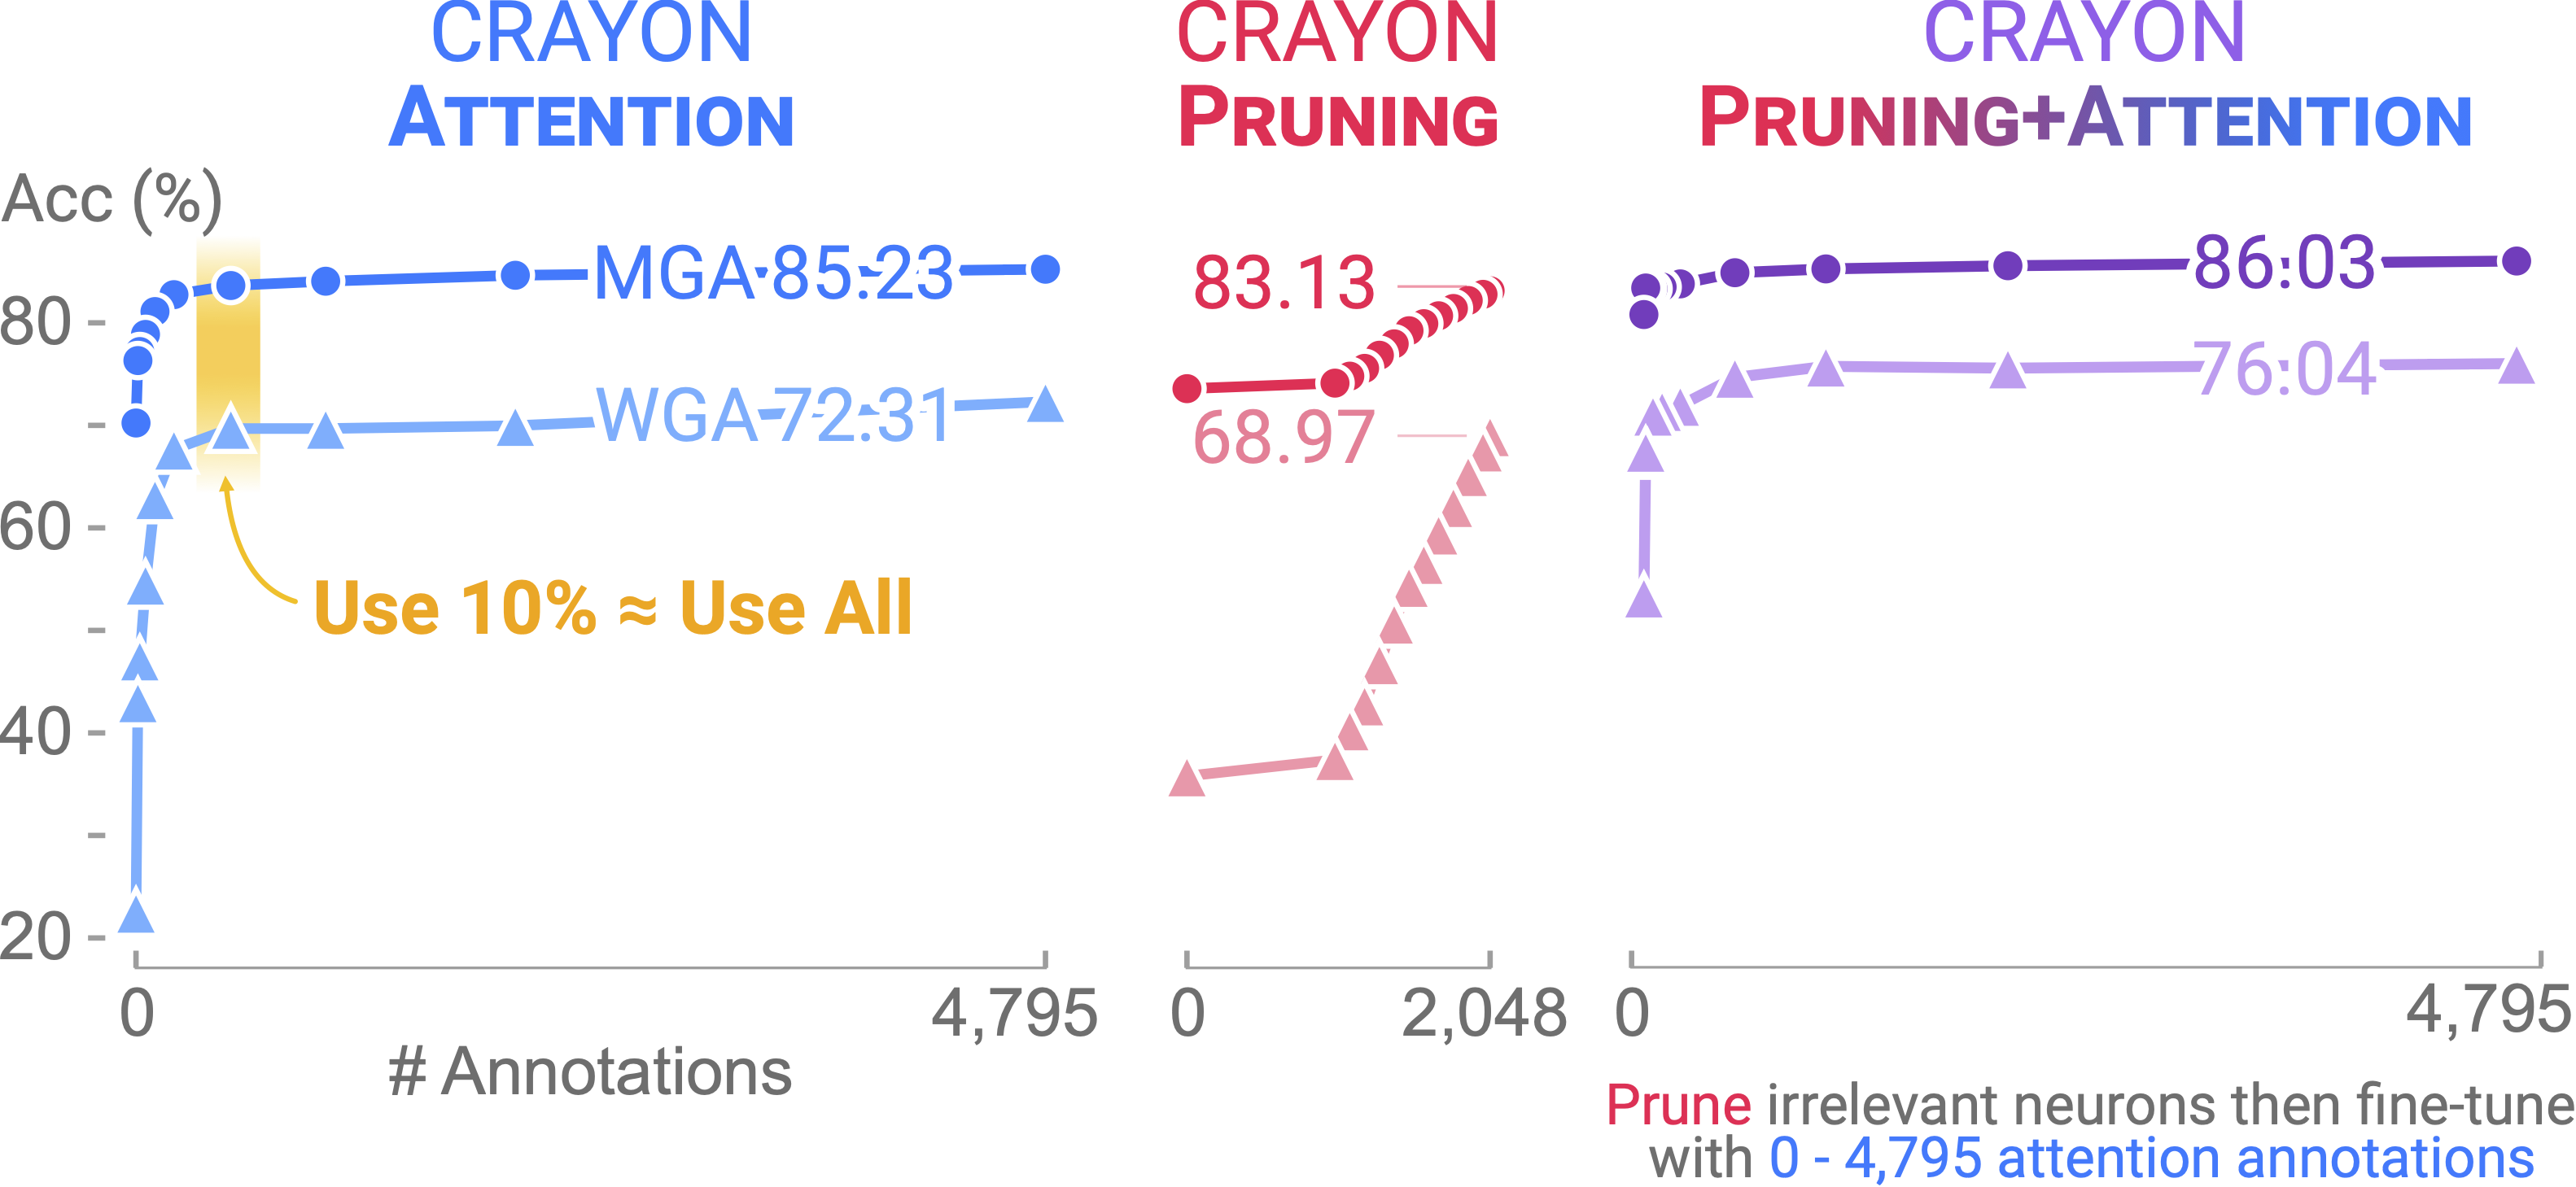 CRAYON
ATTENTION
CRAYON
PRUNING
CRAYON
PRUNING+ATTENTION
Acc (%)
80
60
40
20
MGA 85.23
WGA 72.31
Use 10% ≈ Use All
83.13
68.97
86.03
76.04
0
4,795
# Annotations
0
2,048
0
4,795
Prune irrelevant neurons then fine-tune
with 0 - 4,795 attention annotations